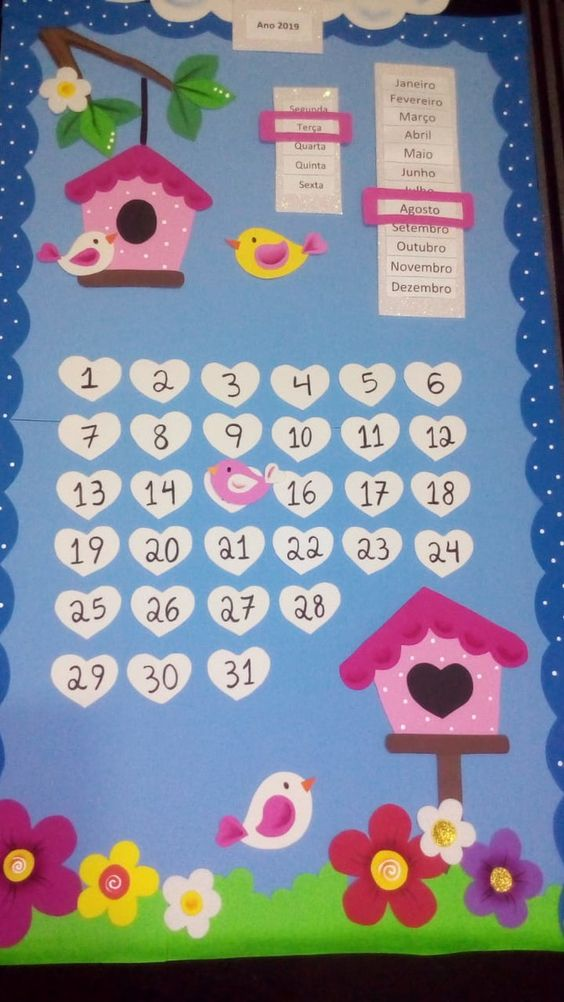 Ano 2019
Segunda
Terça
Quarta
Quinta
Sexta
Janeiro
Fevereiro
Março
Abril
Maio
Junho
Julho
Agosto
Setembro
Outubro
Novembro
Dezembro
1 2 3 4 5 6
7 8 9 10 11 12
13 14 16 17 18
19 20 21 22 23 24
25 26 27 28
29 30 31